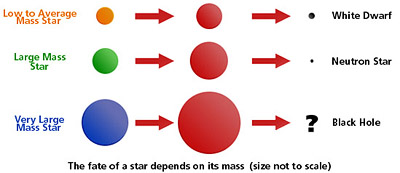 Low to Average
Mass Star
White Dwarf
Large Mass
Star
Neutron Star
Very Large
Mass Star
?
Black Hole
The fate of a star depends on its mass (size not to scale)